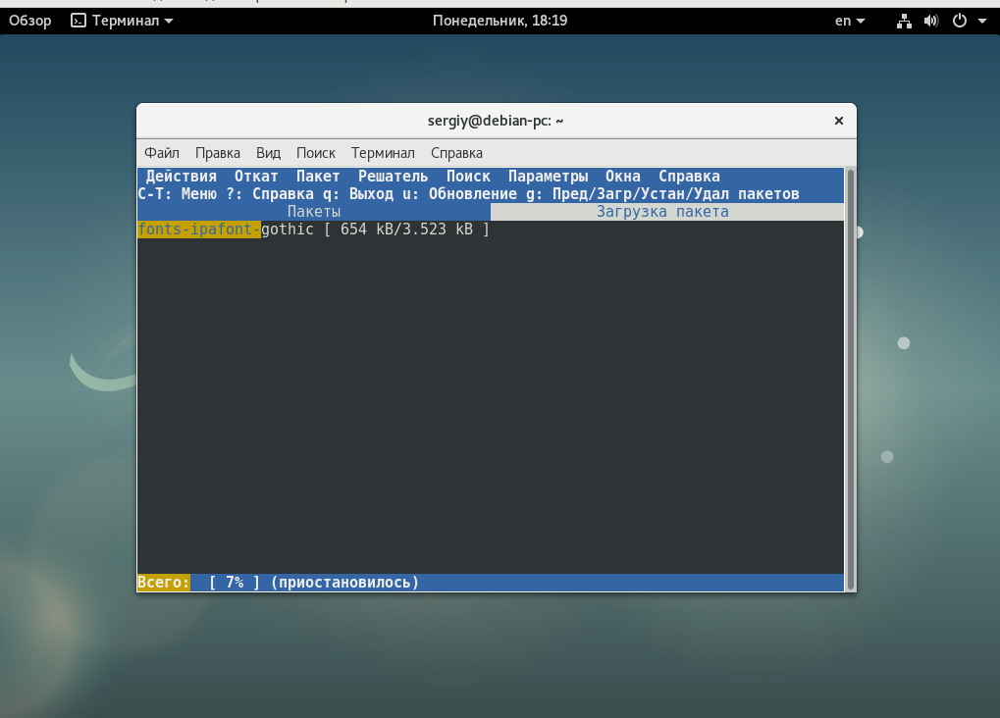 Обзор Терминал Понедельник, 18:19 en
sergiy@debian-pc: ~
Файл Правка Вид Поиск Терминал Справка
Действия Откат Пакет Решатель Поиск Параметры Окна Справка
C-T: Меню ?: Справка q: Выход u: Обновление g: Пред/Загр/Устан/Удал пакетов
Пакеты Загрузка пакета
fonts-ipafont-gothic [ 654 kB/3.523 kB ]
Всего: [ 7% ] (приостановилось)